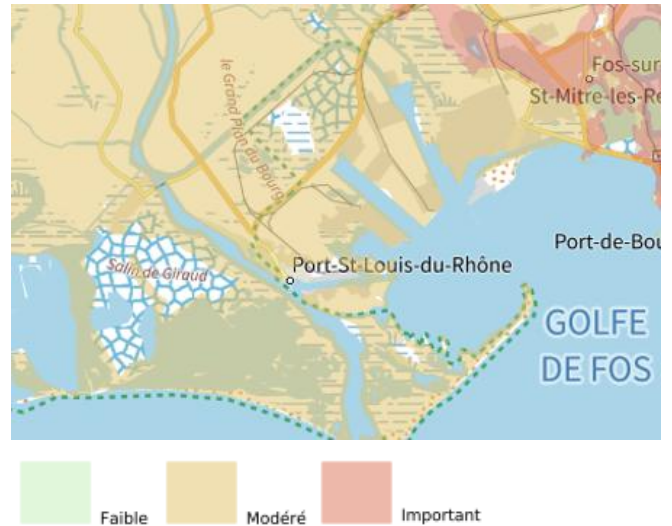 Fos-sur
St-Mitre-les-Re
le Grand Plan du Bourg
Port-de-Bou
Salin de Giraud
Port-St-Louis-du-Rhône
GOLFE
DE FOS
Faible
Modéré
Important